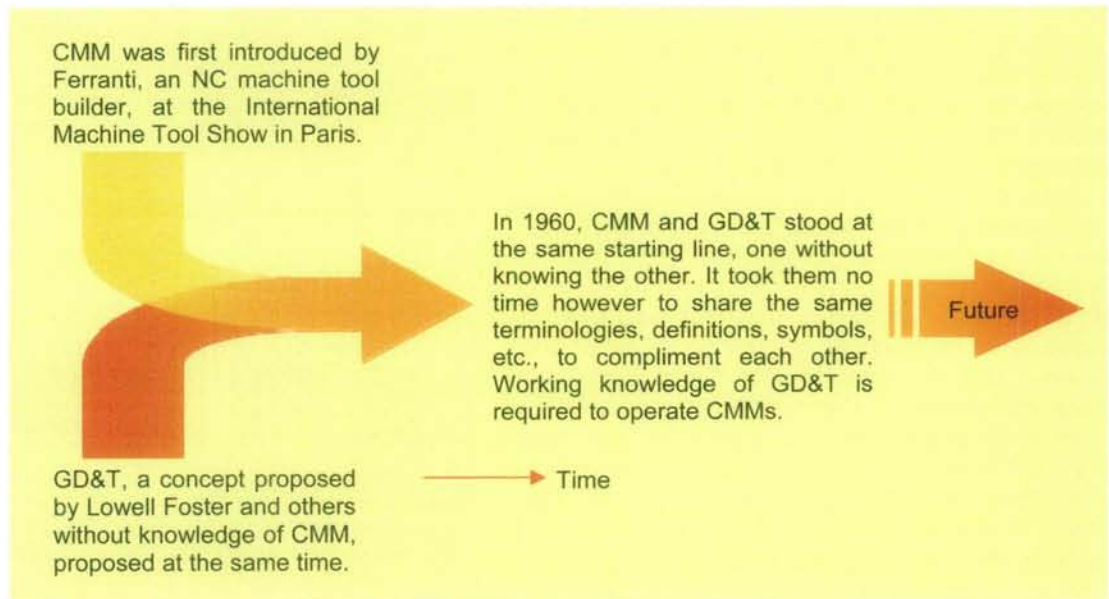 CMM was first introduced by
Ferranti, an NC machine tool
builder, at the International
Machine Tool Show in Paris.
In 1960, CMM and GD&T stood at
the same starting line, one without
knowing the other. It took them no
time however to share the same
terminologies, definitions, symbols,
etc., to compliment each other.
Working knowledge of GD&T is
required to operate CMMs.
Future
GD&T, a concept proposed
by Lowell Foster and others
without knowledge of CMM,
proposed at the same time.
Time